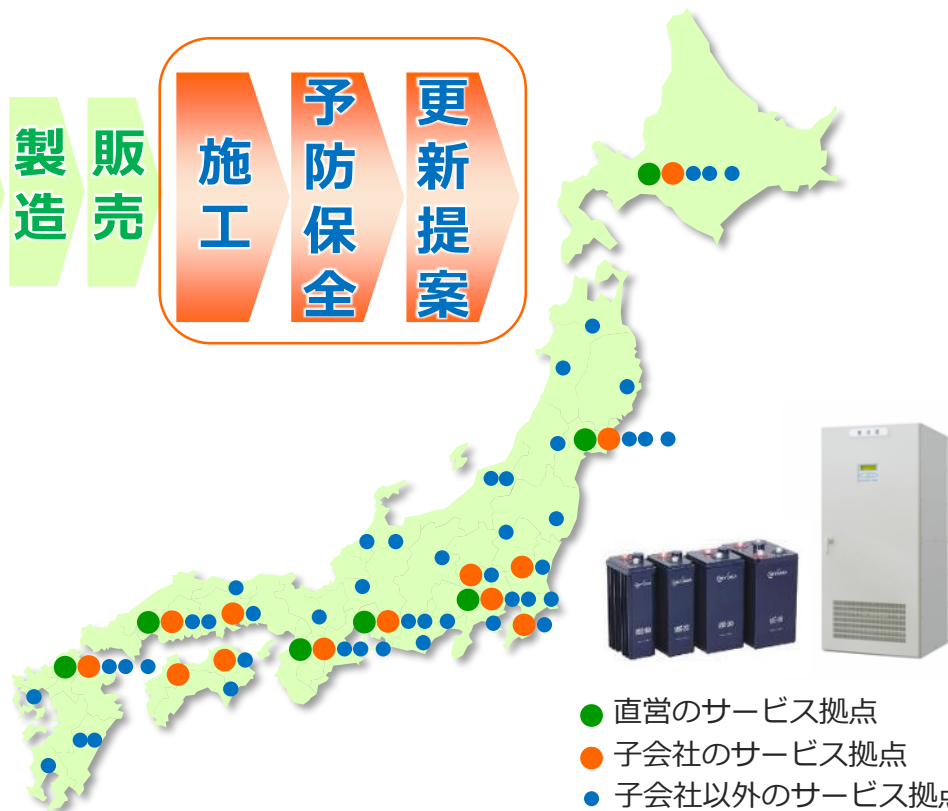 製造
販売
施工
予防保全
更新提案
直営のサービス拠点
子会社のサービス拠点
子会社以外のサービス拠点